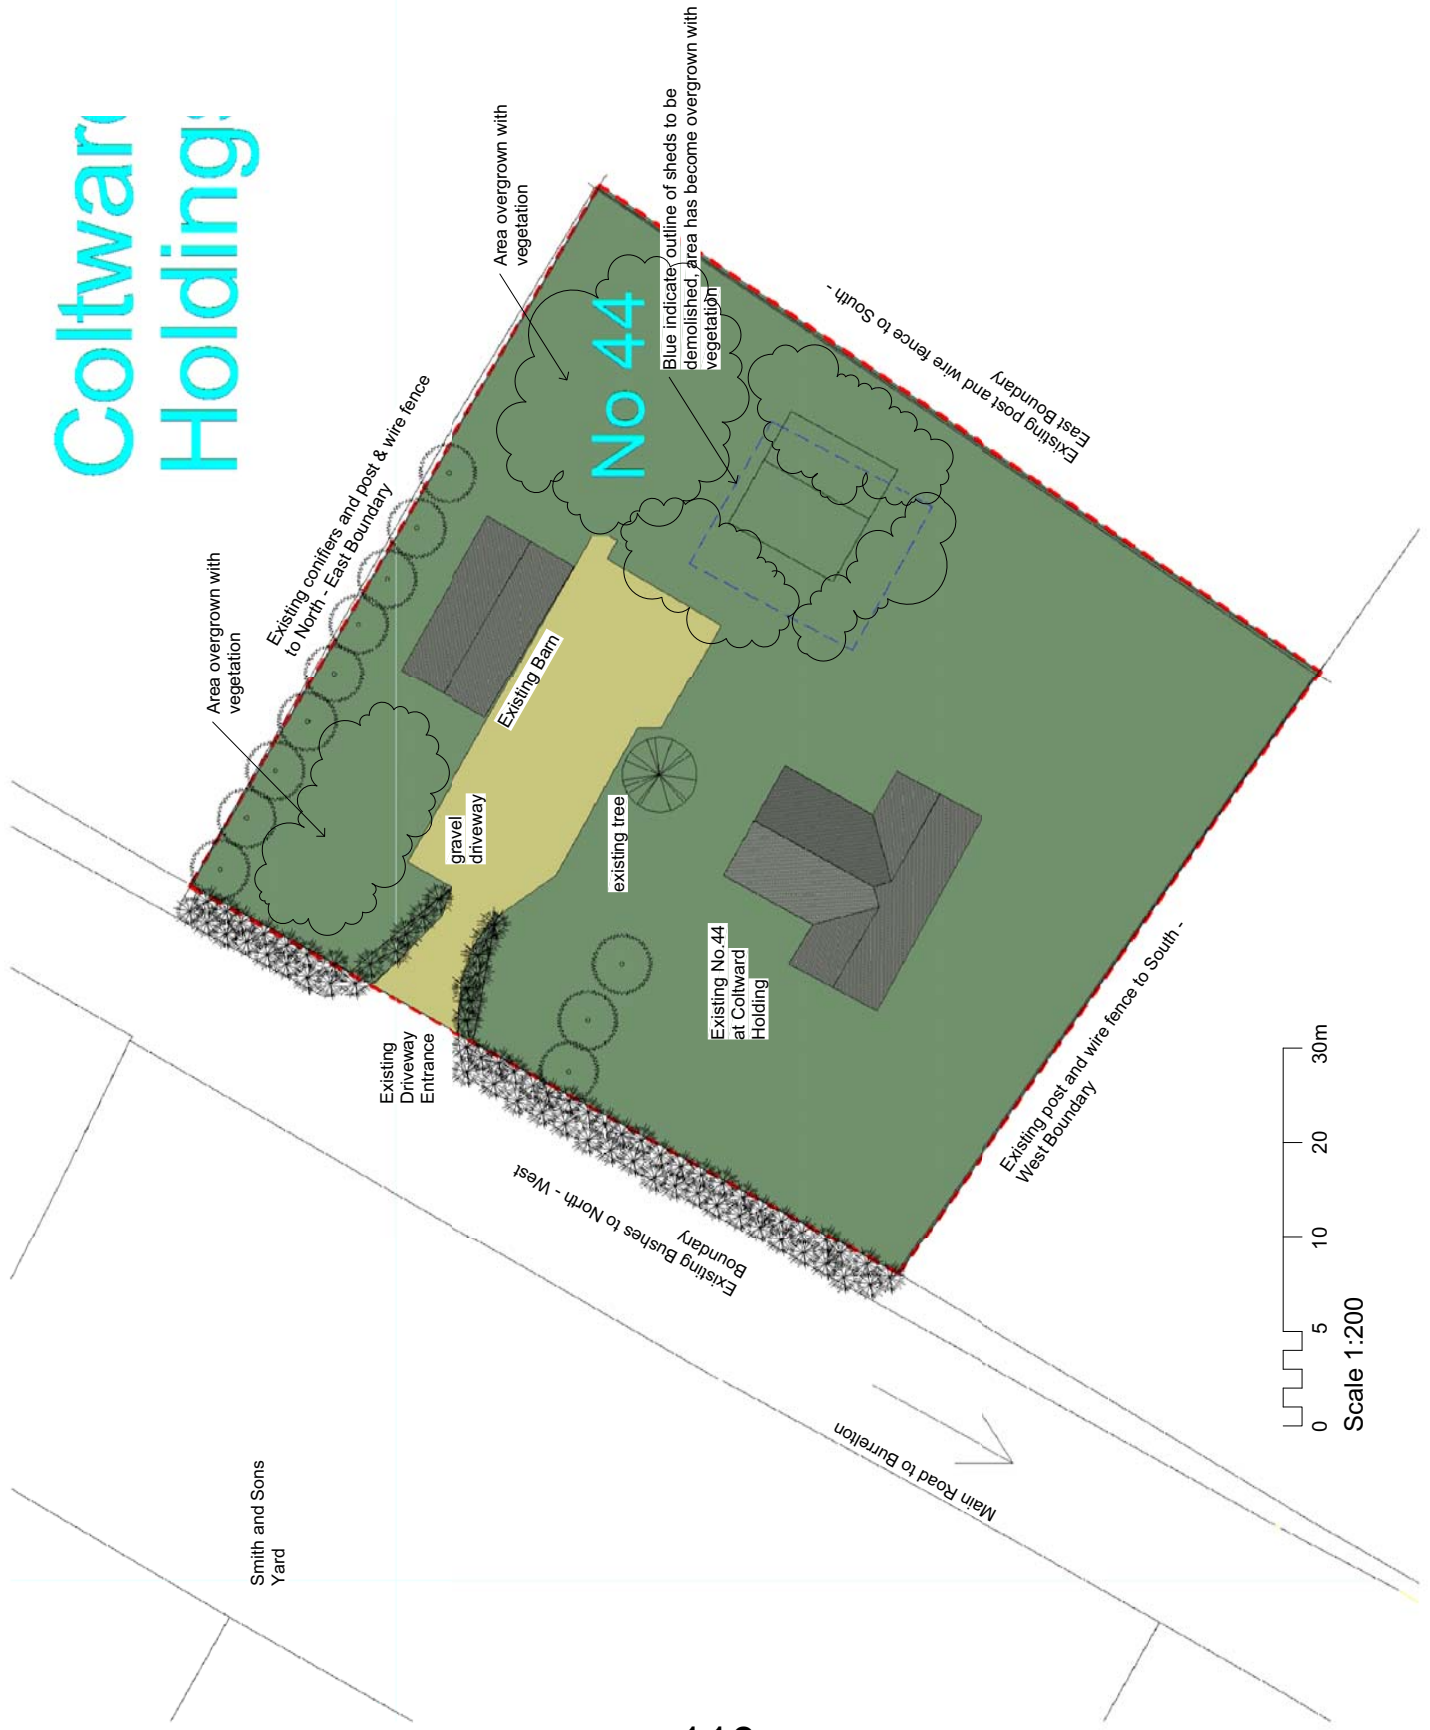 Coltward
Holdings
Area overgrown with
vegetation
Existing conifiers and post & wire fence
to North - East Boundary
Area overgrown with
vegetation
No 44
Blue indicate outline of sheds to be
demolished, area has become overgrown with
vegetation
Existing post and wire fence to South -
East Boundary
Existing Barn
gravel
driveway
existing tree
Existing
Driveway
Entrance
Existing No.44
at Coltward
Holding
Existing post and wire fence to South -
West Boundary
Existing Bushes to North - West
Boundary
Main Road to Burrelton
Smith and Sons
Yard
0 5 10 20 30m
Scale 1:200